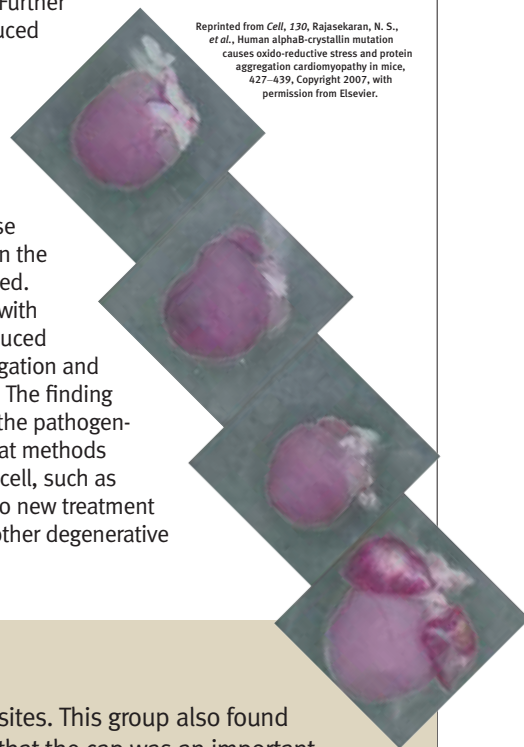 Further
uced
Reprinted from Cell, 130, Rajasekaran, N. S.,
et al., Human alphaB-crystallin mutation
causes oxido-reductive stress and protein
aggregation cardiomyopathy in mice,
427–439, Copyright 2007, with
permission from Elsevier.
se
n the
ed.
with
uced
gation and
The finding
the pathogen-
at methods
cell, such as
o new treatment
other degenerative
sites. This group also found
that the cap was an important